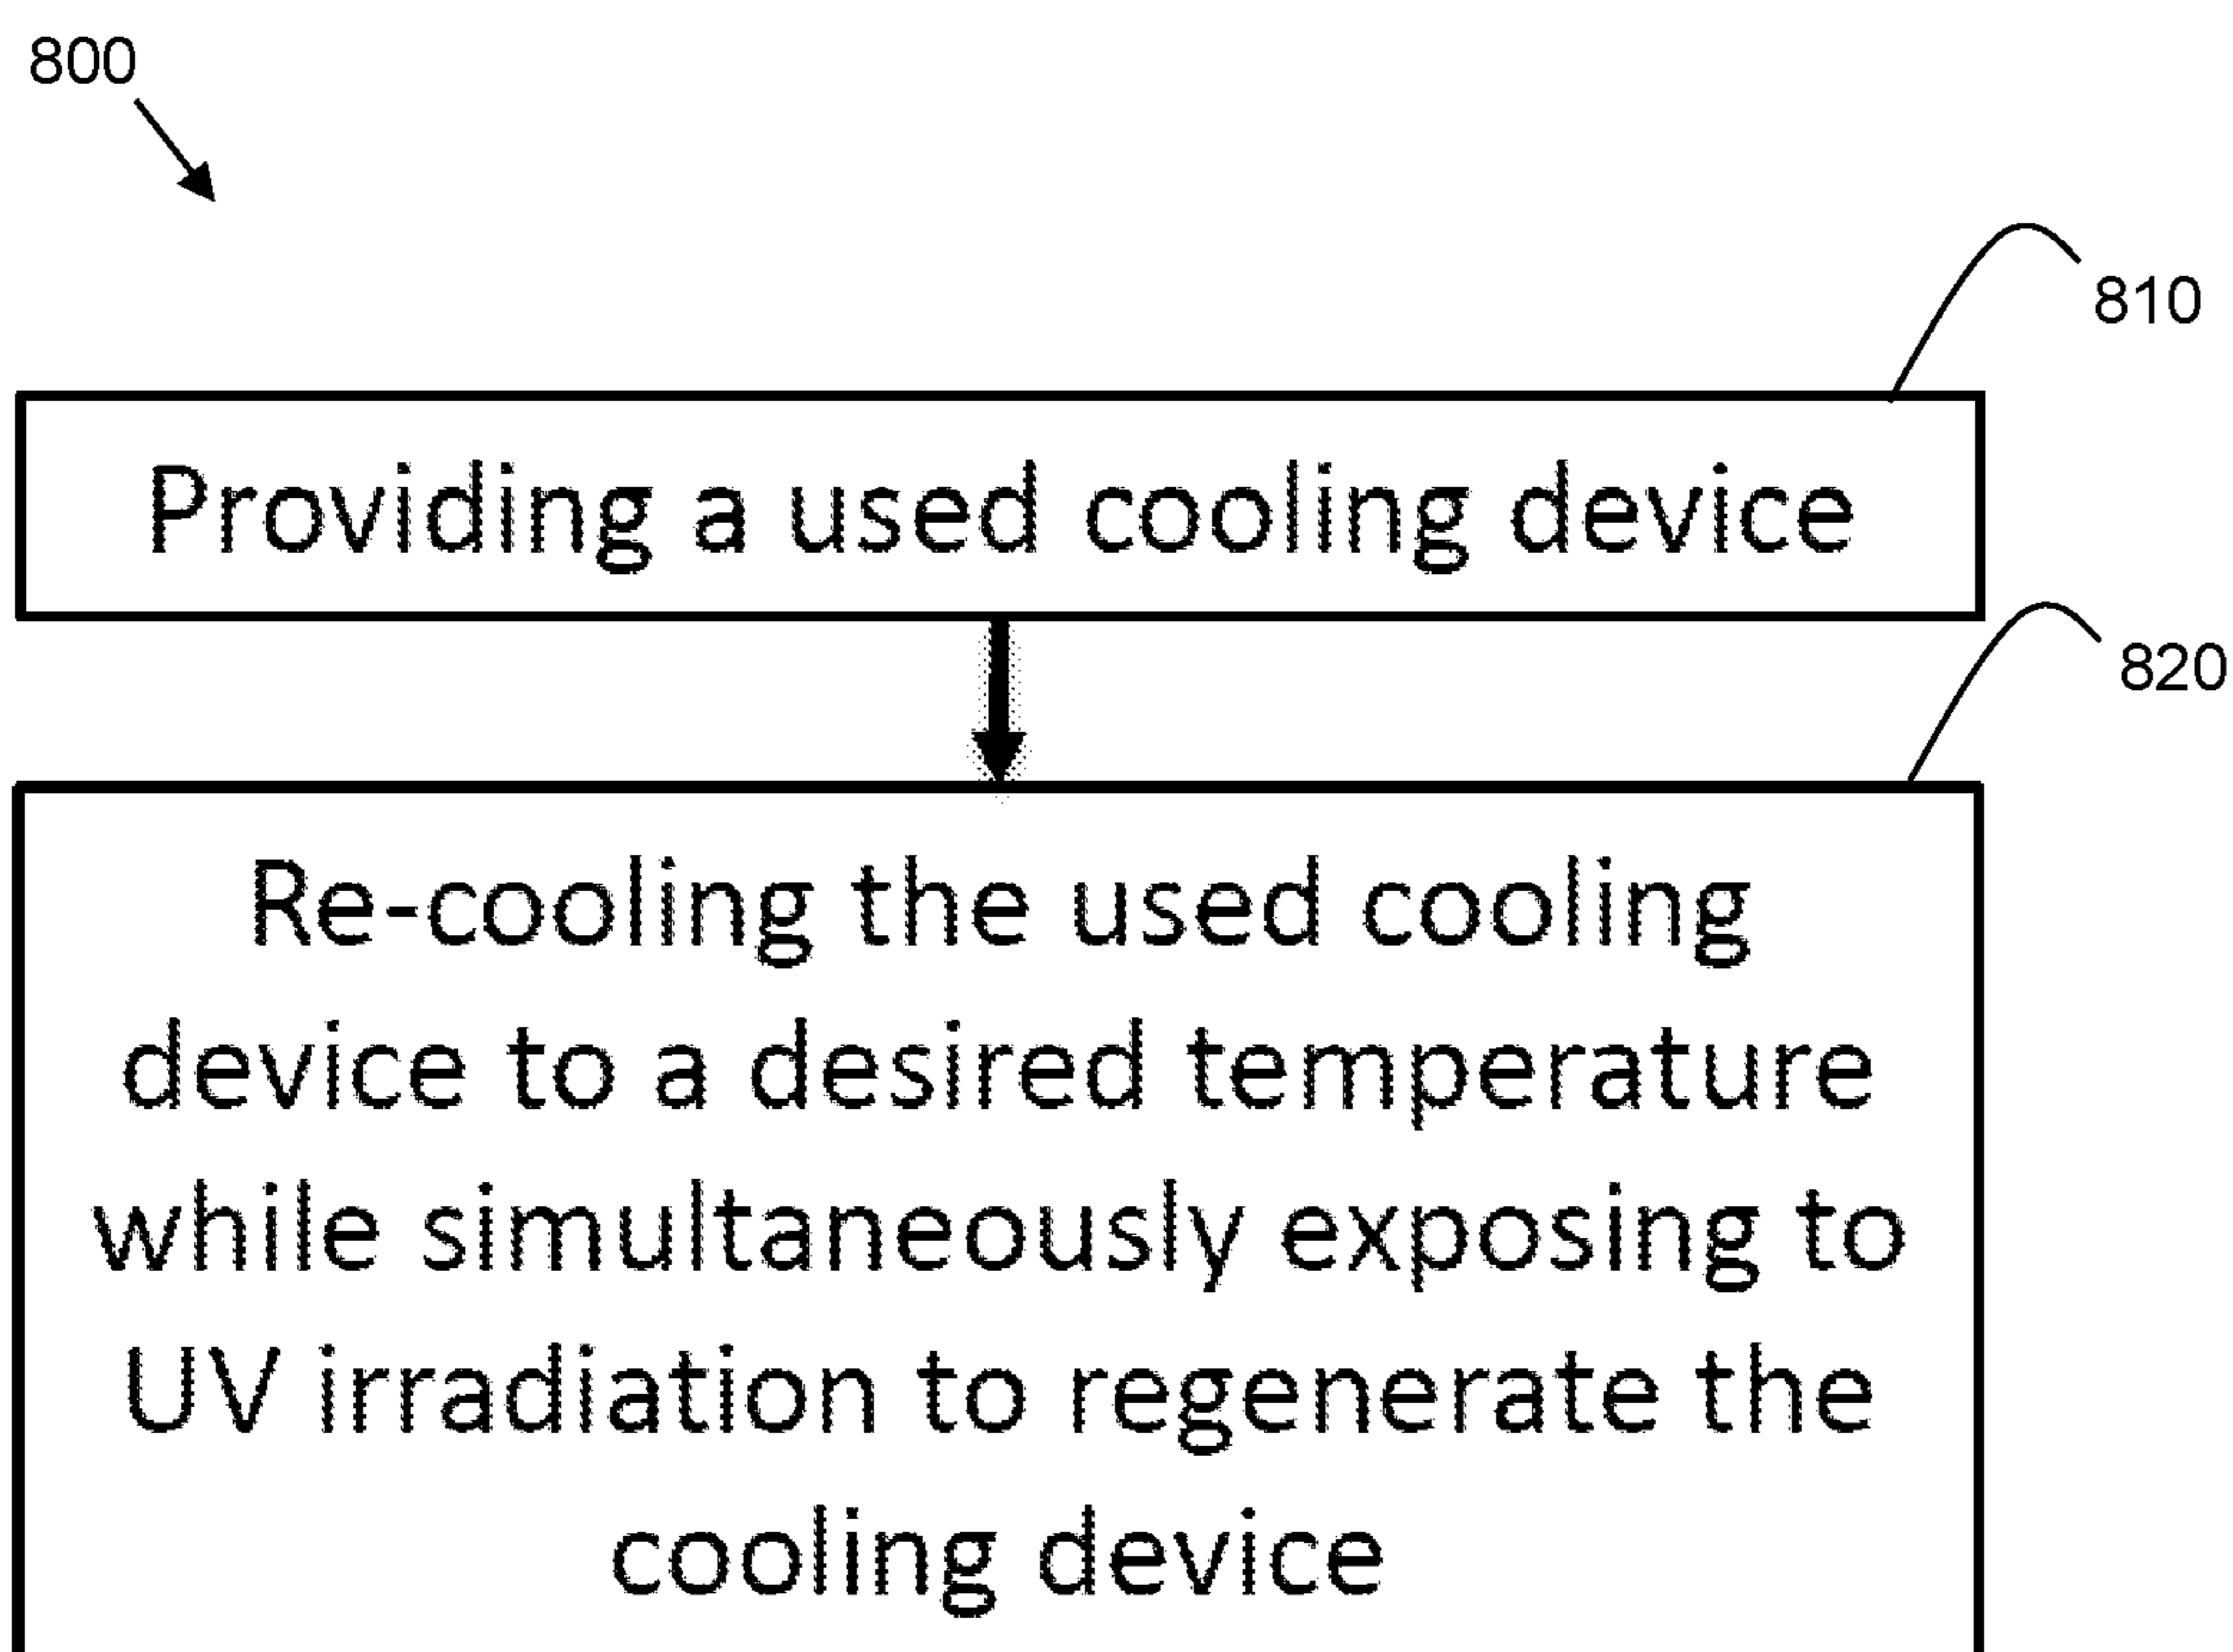 800
810
Providing a used cooling device
820
Re-cooling the used cooling
device to a desired temperature
while simultaneously exposing to
UV irradiation to regenerate the
cooling device